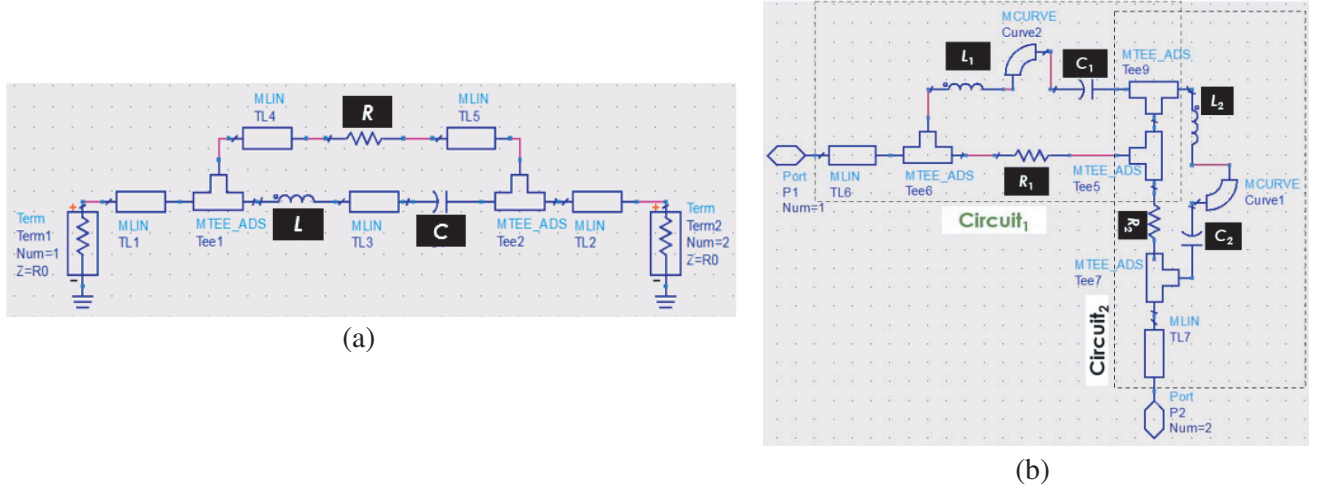 MLIN
TL4
R
MLIN
TL5
Term
Term1
Num=1
Z=R0
MLIN
TL1
MTEE_ADS
Tee1
L
MLIN
TL3
C
MTEE_ADS
Tee2
MLIN
TL2
Term
Term2
Num=2
Z=R0
(a)
MCURVE
Curve2
L1
C1
MTEE_ADS
Tee9
L2
Port
P1
Num=1
MLIN
TL6
MTEE_ADS
Tee6
R1
MTEE_ADS
Tee5
MCURVE
Curve1
Circuit1
R2
C2
MTEE_ADS
Tee7
Circuit2
MLIN
TL7
Port
P2
Num=2
(b)